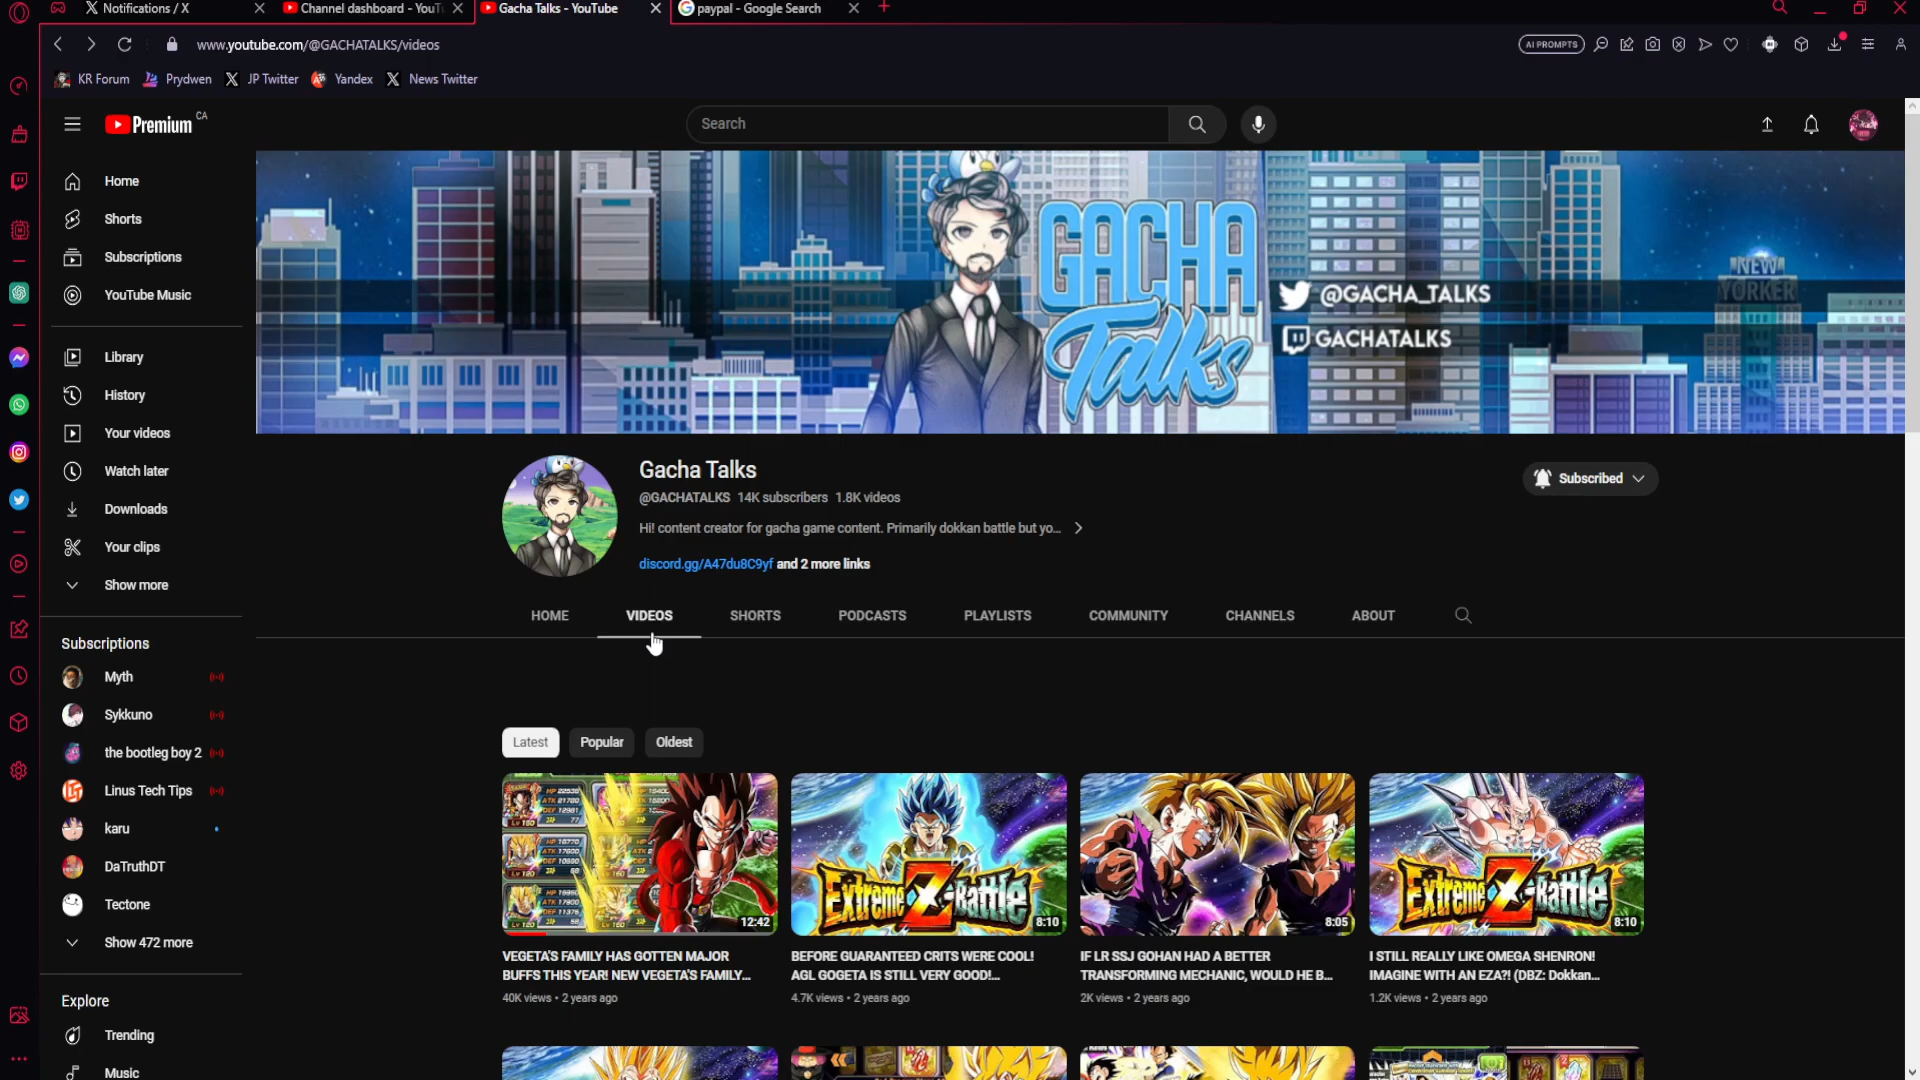 Notifications / X
Channel dashboard - YouT
Gacha Talks - YouTube
paypal - Google Search
www.youtube.com/@GACHATALKS/videos
AI PROMPTS
KR Forum
Prydwen
JP Twitter
Yandex
News Twitter
Premium CA
Search
Home
Shorts
Subscriptions
YouTube Music
Library
History
Your videos
Watch later
Downloads
Your clips
Show more
Subscriptions
Myth
Sykkuno
the bootleg boy 2
Linus Tech Tips
karu
DaTruthDT
Tectone
Show 472 more
Explore
Trending
Music
GACHA
Talks
@GACHA_TALKS
GACHATALKS
NEW
YORKER
Gacha Talks
@GACHATALKS 14K subscribers 1.8K videos
Hi! content creator for gacha game content. Primarily dokkan battle but yo...
discord.gg/A47du8C9yf and 2 more links
Subscribed
HOME
VIDEOS
SHORTS
PODCASTS
PLAYLISTS
COMMUNITY
CHANNELS
ABOUT
Latest
Popular
Oldest
12:42
Extreme Z-Battle
8:10
8:05
Extreme Z-Battle
8:10
VEGETA'S FAMILY HAS GOTTEN MAJOR
BUFFS THIS YEAR! NEW VEGETA'S FAMILY...
40K views • 2 years ago
BEFORE GUARANTEED CRITS WERE COOL!
AGL GOGETA IS STILL VERY GOOD!...
4.7K views • 2 years ago
IF LR SSJ GOHAN HAD A BETTER
TRANSFORMING MECHANIC, WOULD HE B...
2K views • 2 years ago
I STILL REALLY LIKE OMEGA SHENRON!
IMAGINE WITH AN EZA?! (DBZ: Dokkan...
1.2K views • 2 years ago